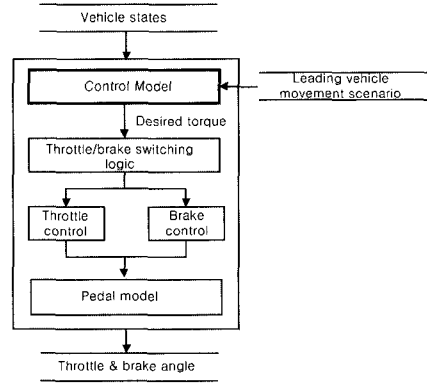 Vehicle states
Control Model
Leading vehicle
movement scenario
Desired torque
Throttle/brake switching
logic
Throttle
control
Brake
control
Pedal model
Throttle & brake angle